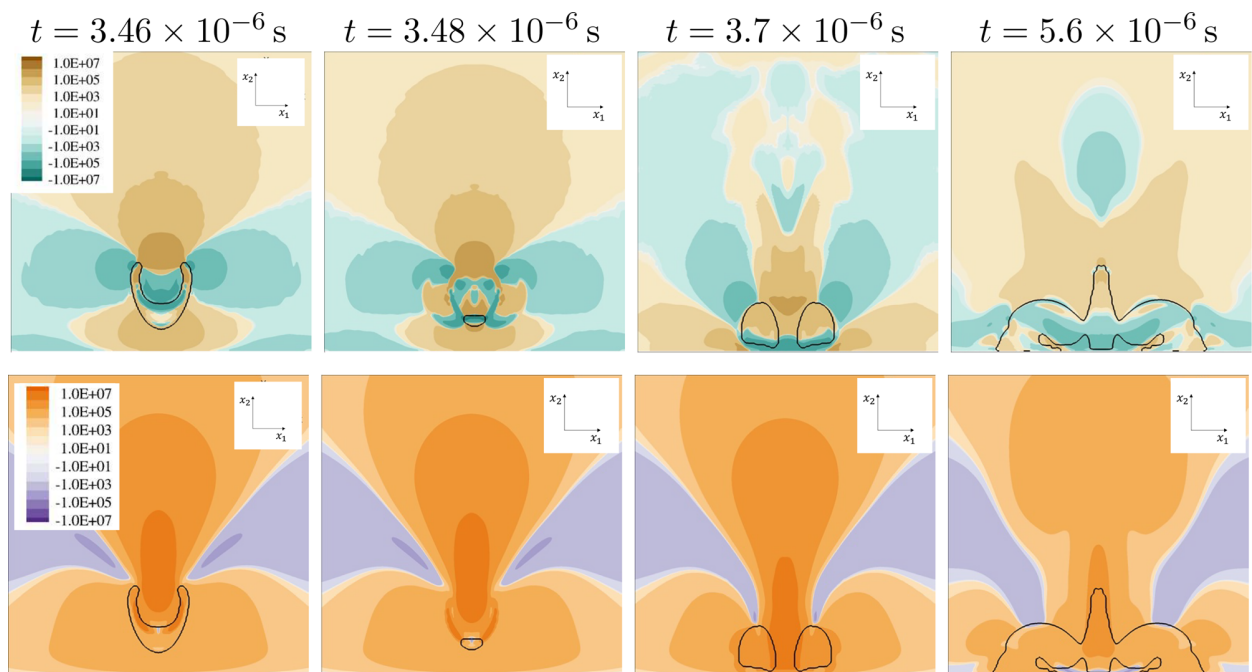 t = 3.46 × 10⁻⁶ s t = 3.48 × 10⁻⁶ s t = 3.7 × 10⁻⁶ s t = 5.6 × 10⁻⁶ s
1.0E+07
1.0E+05
1.0E+03
1.0E+01
-1.0E+01
-1.0E+03
-1.0E+05
-1.0E+07
x₂
x₁
x₂
x₁
x₂
x₁
x₂
x₁
1.0E+07
1.0E+05
1.0E+03
1.0E+01
-1.0E+01
-1.0E+03
-1.0E+05
-1.0E+07
x₂
x₁
x₂
x₁
x₂
x₁
x₂
x₁